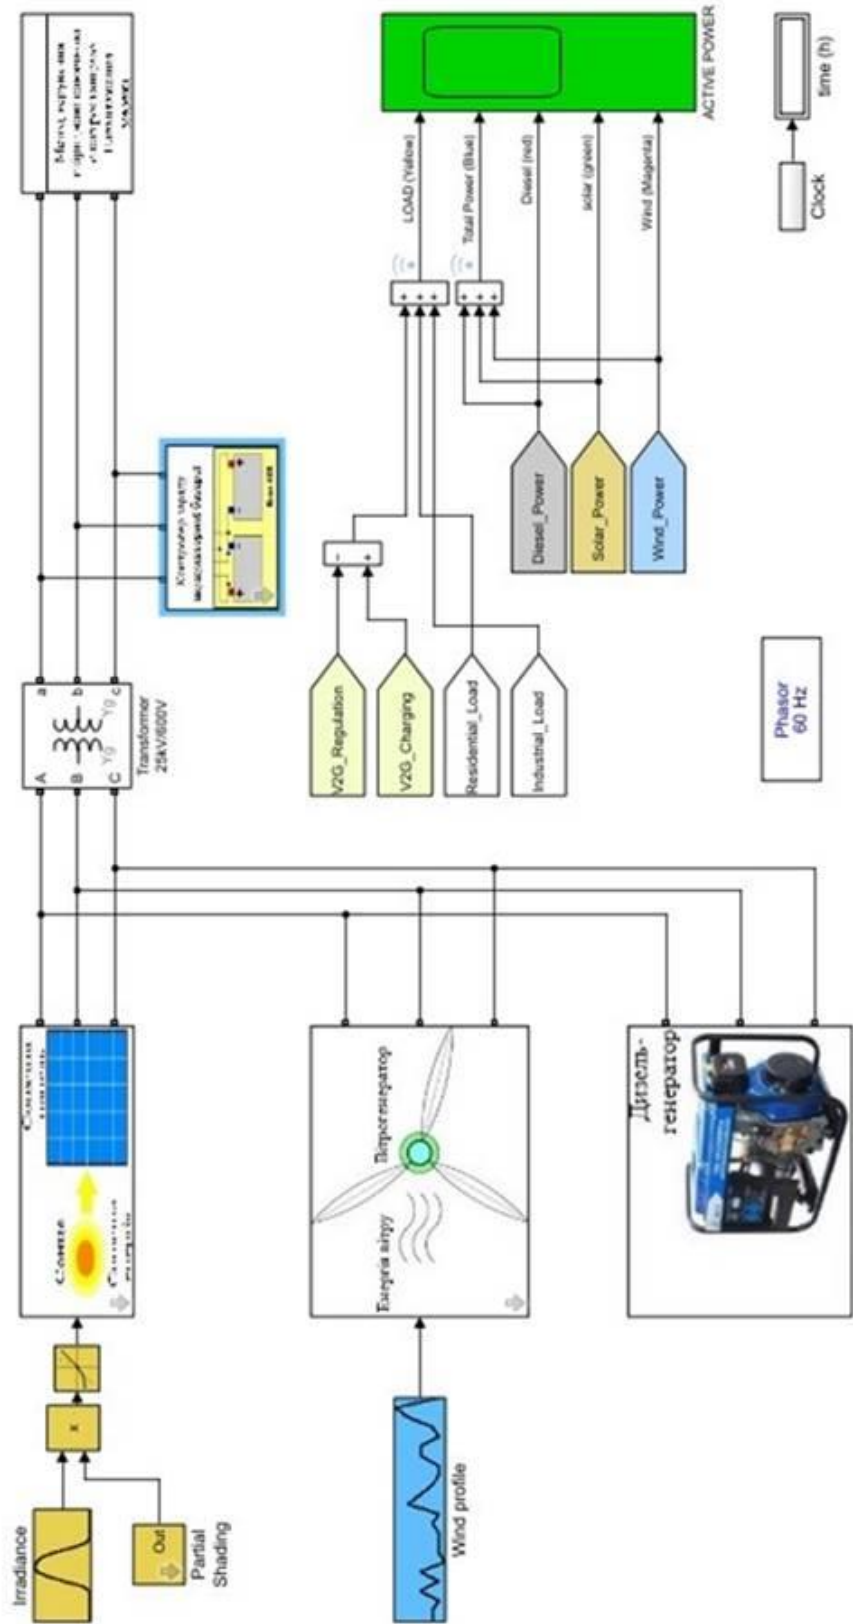 Irradiance
Out
Partial
Shading
x
Сонце
Transformer
25kV/600V
A
B
C
a
b
c
Yg
Yg
Wind profile
Енергія вітру
Вітрогенератор
Дизель-
генератор
V2G_Regulation
V2G_Charging
Residential_Load
Industrial_Load
Diesel_Power
Solar_Power
Wind_Power
LOAD (Yellow)
Total Power (Blue)
Diesel (red)
solar (green)
Wind (Magenta)
ACTIVE POWER
Phasor
60 Hz
Clock
time (h)